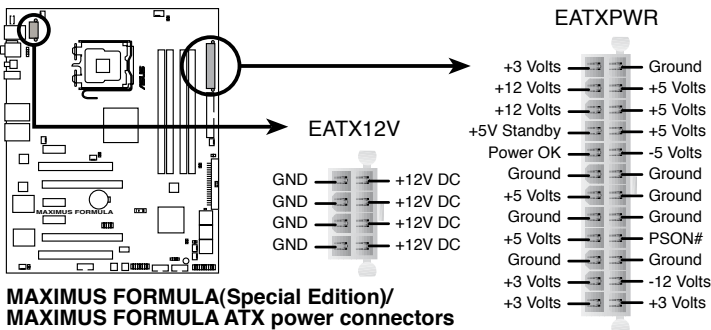 EATXPWR
+3 Volts Ground
+12 Volts +5 Volts
+12 Volts +5 Volts
+5V Standby +5 Volts
Power OK -5 Volts
Ground Ground
+5 Volts Ground
Ground Ground
+5 Volts PSON#
Ground Ground
+3 Volts -12 Volts
+3 Volts +3 Volts
EATX12V
GND +12V DC
GND +12V DC
GND +12V DC
GND +12V DC
ASUS
MAXIMUS FORMULA
MAXIMUS FORMULA(Special Edition)/
MAXIMUS FORMULA ATX power connectors